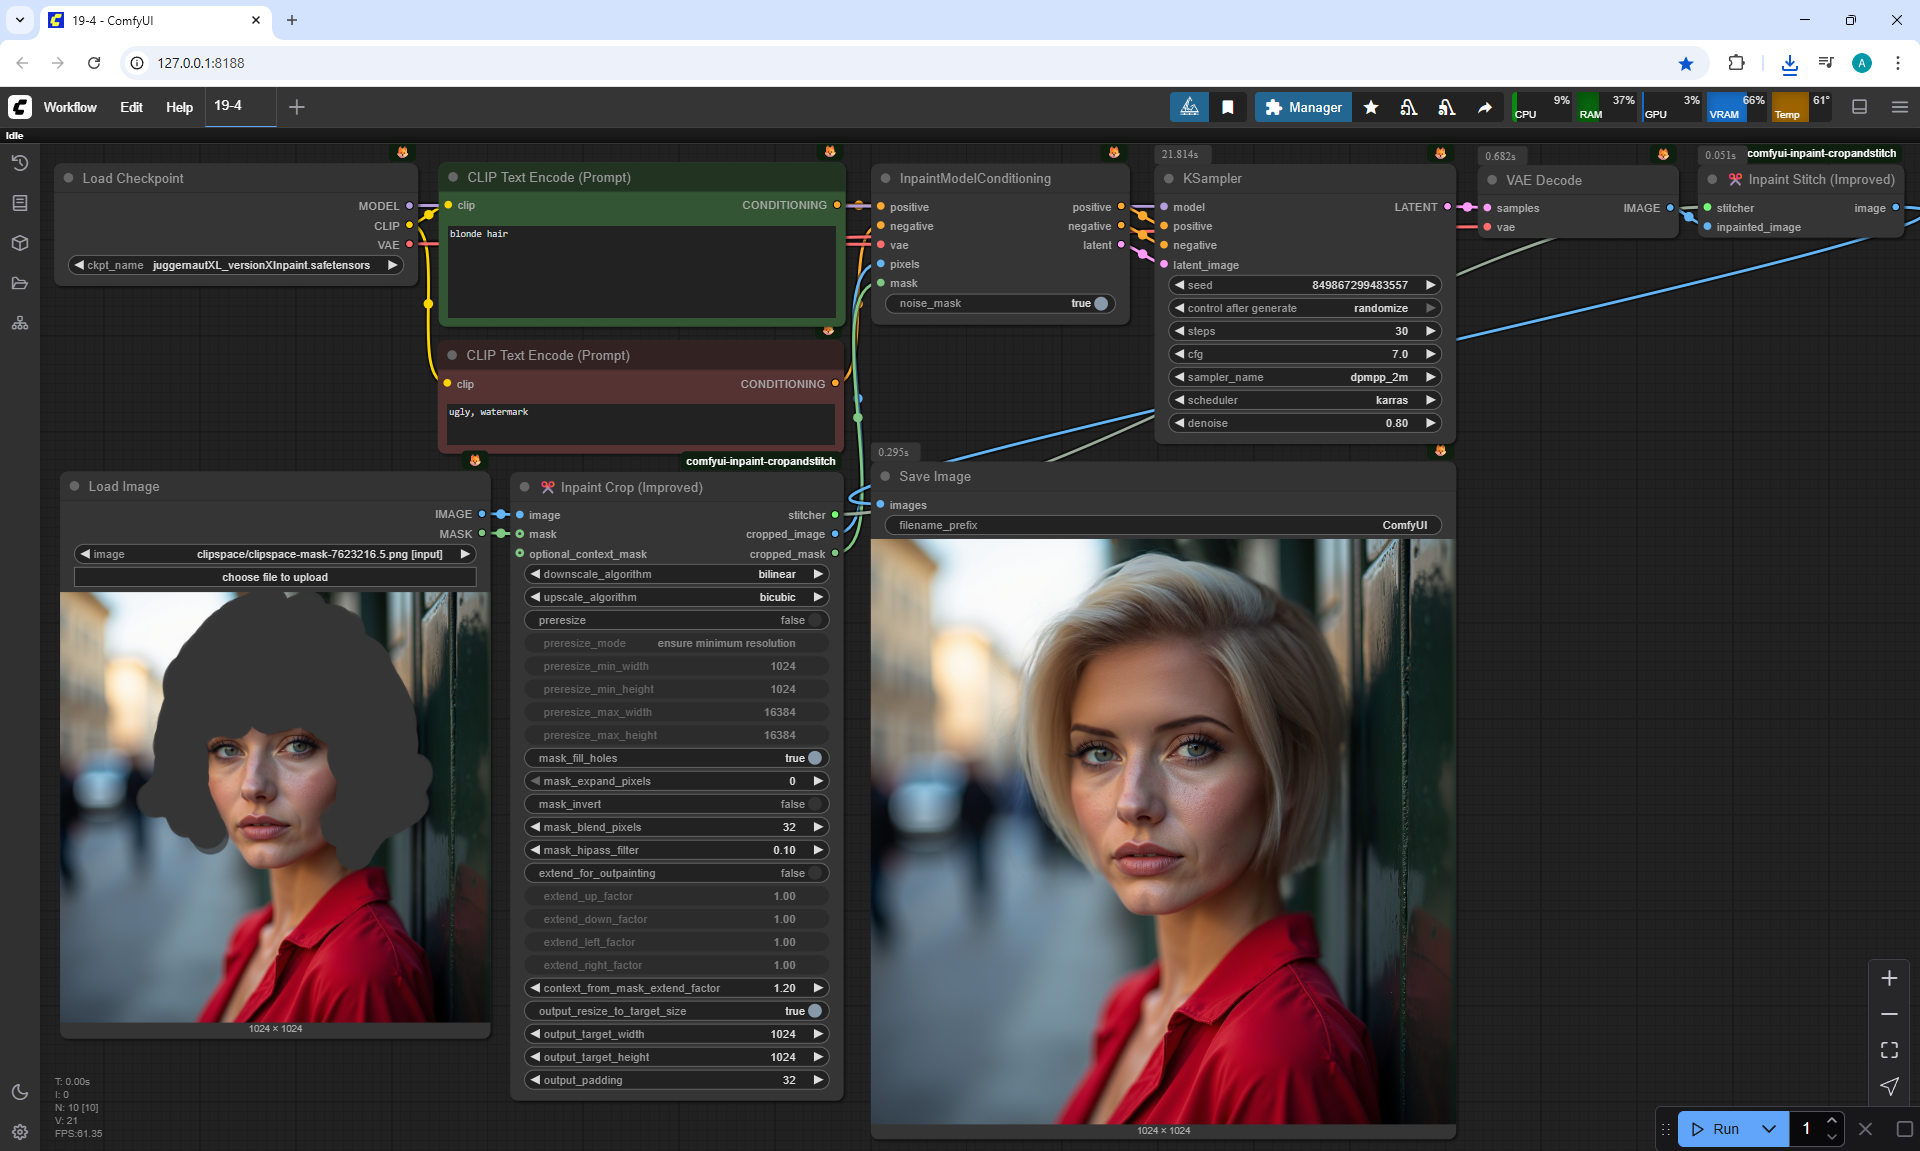 19-4 - ComfyUI
127.0.0.1:8188
A
Workflow Edit Help 19-4
Manager
CPU 9% RAM 37% GPU 3% VRAM 66% Temp 61°
Idle
Load Checkpoint
MODEL
CLIP
VAE
ckpt_name juggernautXL_versionXInpaint.safetensors
CLIP Text Encode (Prompt)
clip CONDITIONING
blonde hair
CLIP Text Encode (Prompt)
clip CONDITIONING
ugly, watermark
InpaintModelConditioning
positive positive
negative negative
vae latent
pixels
mask
noise_mask true
21.814s
KSampler
model LATENT
positive
negative
latent_image
seed 849867299483557
control after generate randomize
steps 30
cfg 7.0
sampler_name dpmpp_2m
scheduler karras
denoise 0.80
0.682s
VAE Decode
samples IMAGE
vae
0.051s comfyui-inpaint-cropandstitch
Inpaint Stitch (Improved)
stitcher image
inpainted_image
Load Image
IMAGE
MASK
image clipspace/clipspace-mask-7623216.5.png [input]
choose file to upload
1024 × 1024
comfyui-inpaint-cropandstitch
Inpaint Crop (Improved)
image stitcher
mask cropped_image
optional_context_mask cropped_mask
downscale_algorithm bilinear
upscale_algorithm bicubic
preresize false
preresize_mode ensure minimum resolution
preresize_min_width 1024
preresize_min_height 1024
preresize_max_width 16384
preresize_max_height 16384
mask_fill_holes true
mask_expand_pixels 0
mask_invert false
mask_blend_pixels 32
mask_hipass_filter 0.10
extend_for_outpainting false
extend_up_factor 1.00
extend_down_factor 1.00
extend_left_factor 1.00
extend_right_factor 1.00
context_from_mask_extend_factor 1.20
output_resize_to_target_size true
output_target_width 1024
output_target_height 1024
output_padding 32
0.295s
Save Image
images
filename_prefix ComfyUI
1024 × 1024
T: 0.00s
I: 0
N: 10 [10]
V: 21
FPS:61.35
Run 1